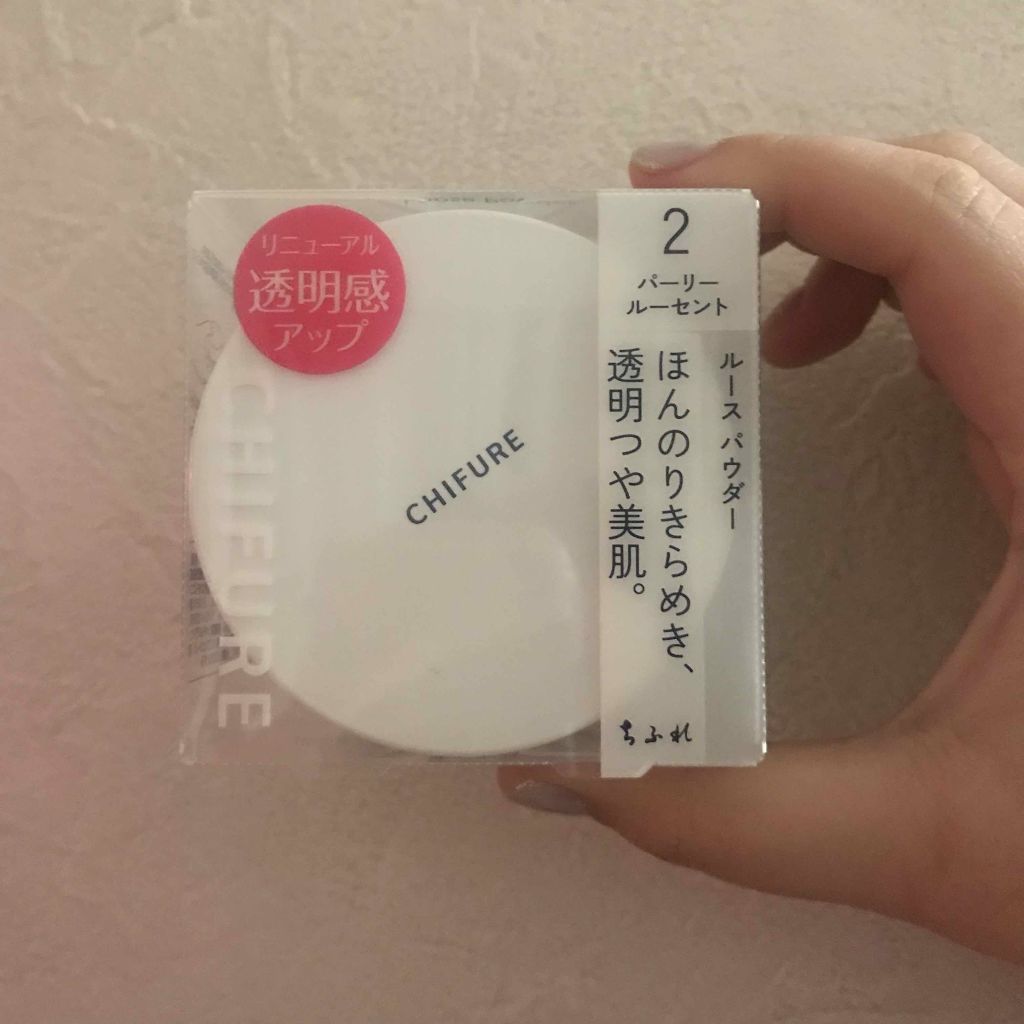 リニューアル
透明感
アップ
CHIFURE
CHIFURE
2
パーリー
ルーセント
ルース パウダー
ほんのりきらめき、
透明つや美肌。
ちふれ